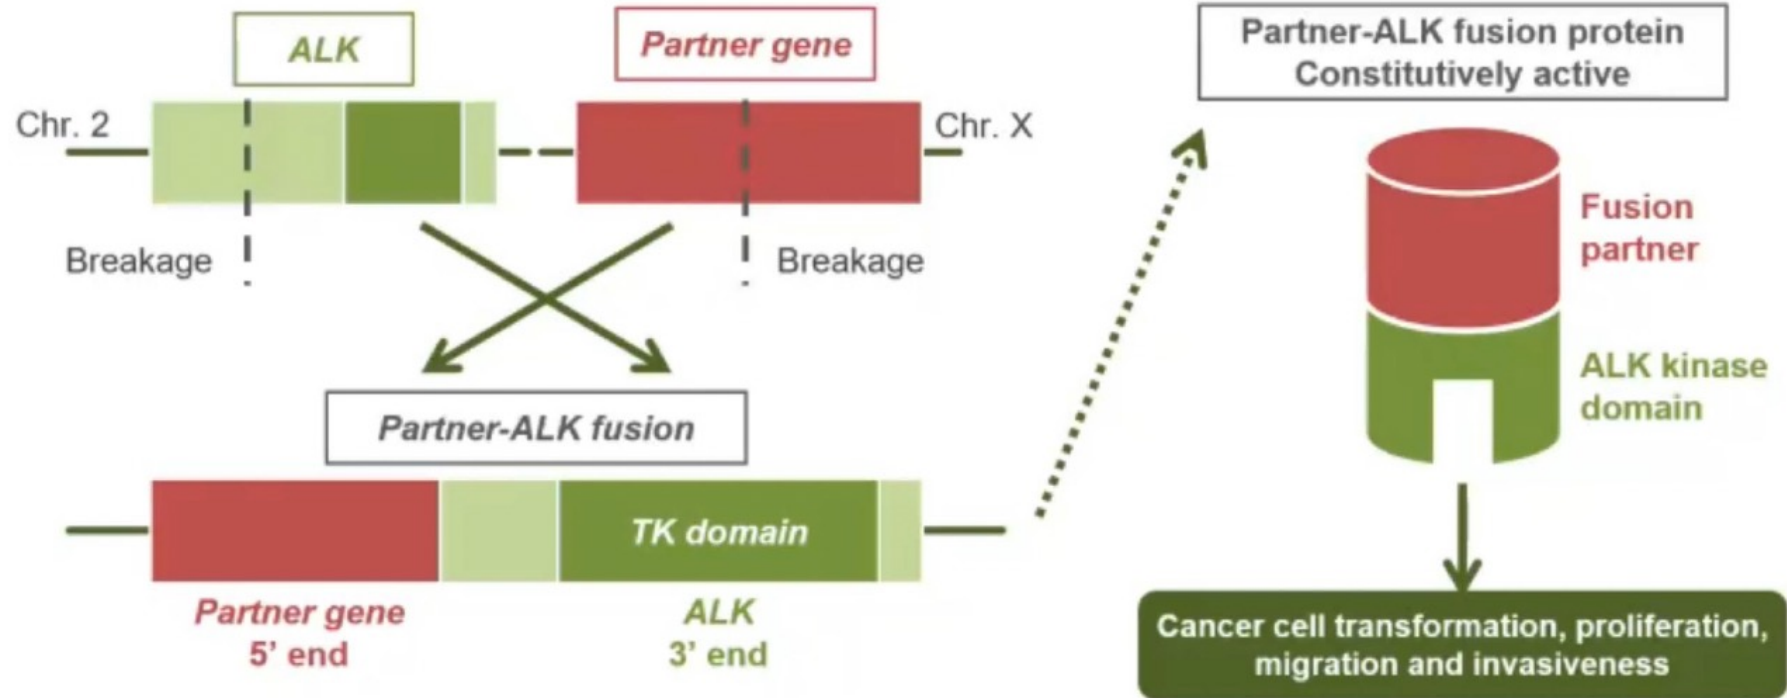 ALK
Partner gene
Chr. 2
Chr. X
Breakage
Breakage
Partner-ALK fusion
TK domain
Partner gene
5’ end
ALK
3’ end
Partner-ALK fusion protein
Constitutively active
Fusion
partner
ALK kinase
domain
Cancer cell transformation, proliferation,
migration and invasiveness